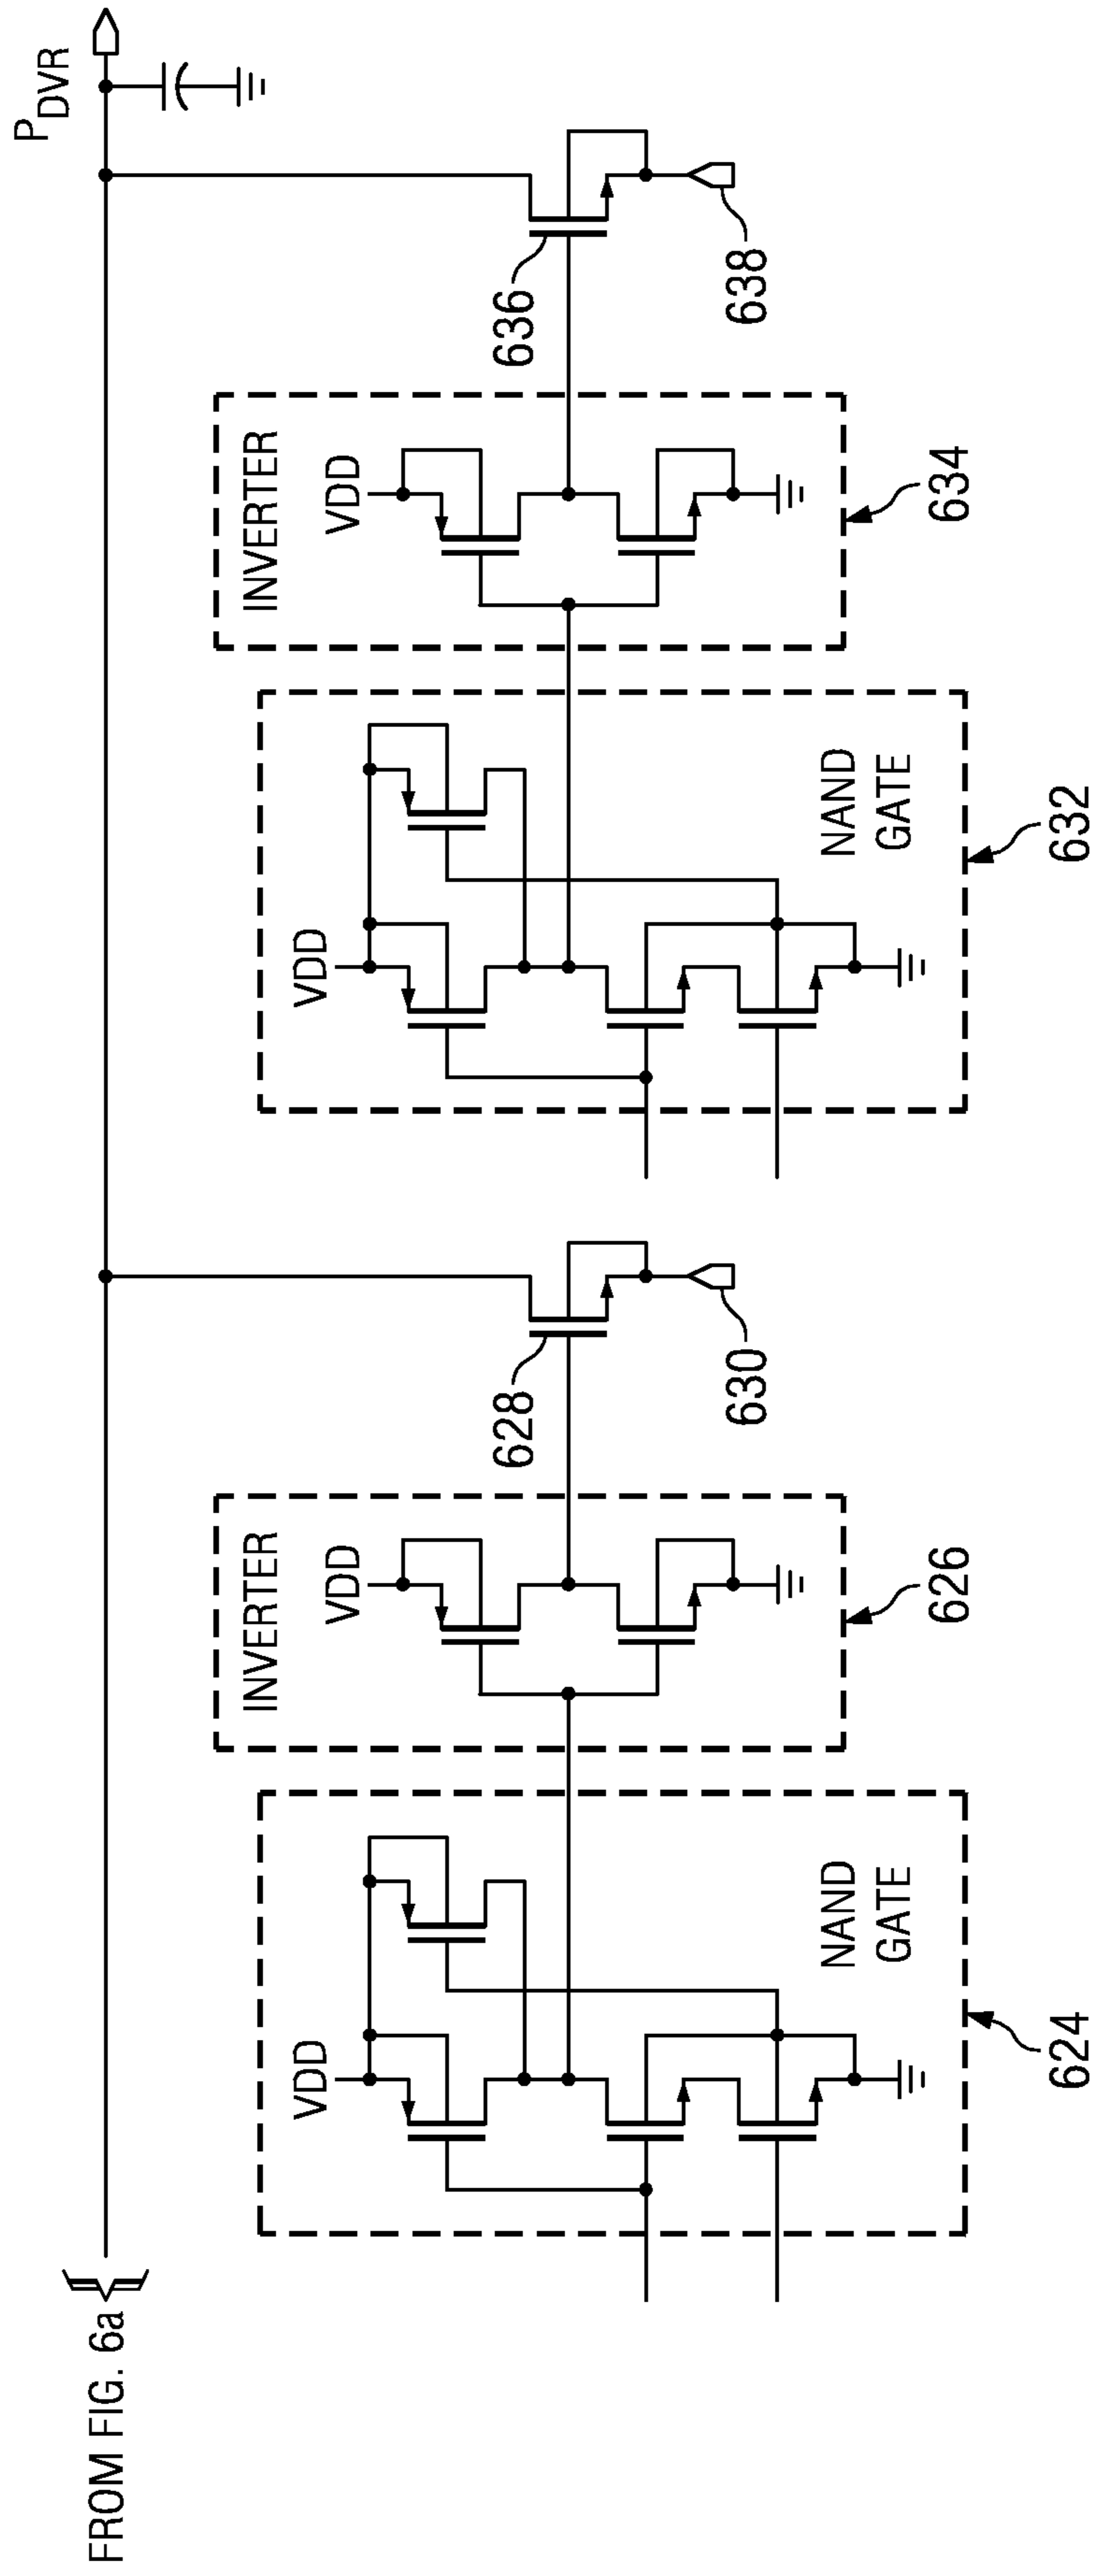 FROM FIG. 6a
P_DVR
NAND
GATE
VDD
624
INVERTER
VDD
626
628
630
NAND
GATE
VDD
632
INVERTER
VDD
634
636
638